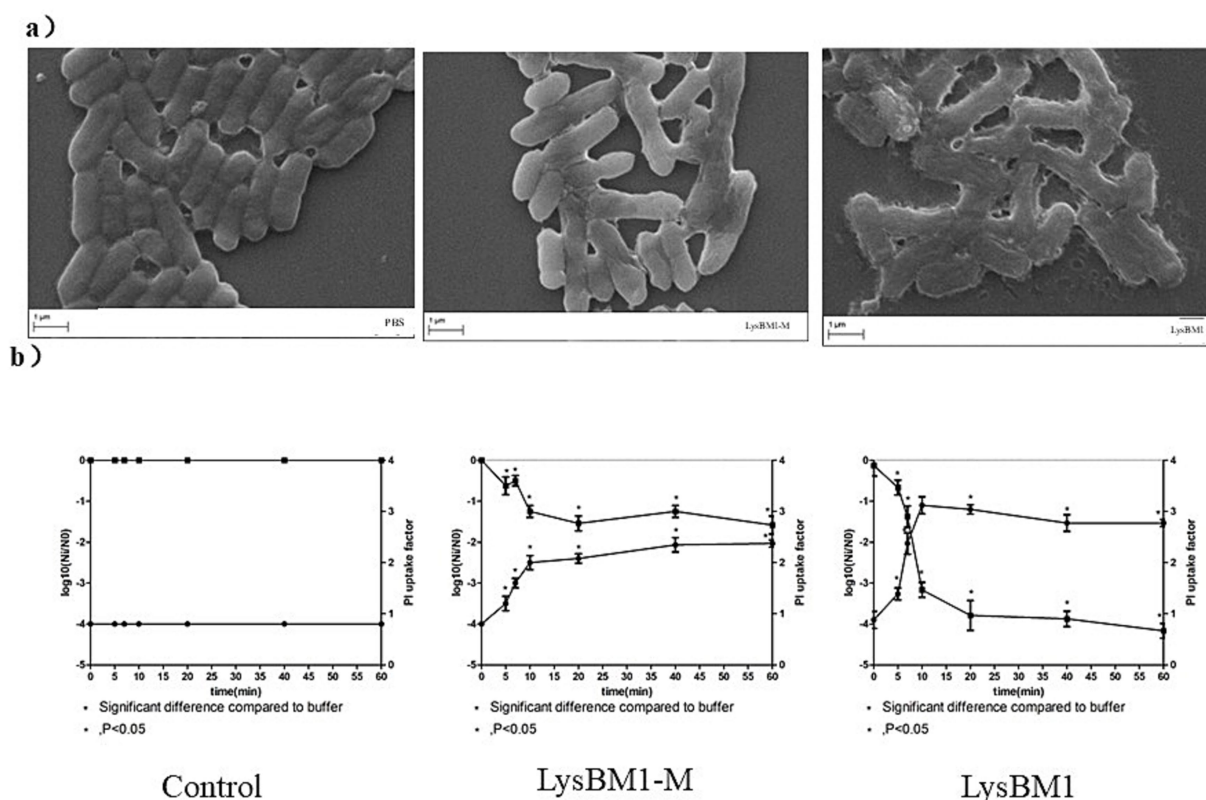 a）
1 μm
PBS
1 μm
LysBM1-M
1 μm
LysBM1
b）
log10(Ni/N0)
0
-1
-2
-3
-4
-5
4
3
2
1
0
PI uptake factor
0 5 10 15 20 25 30 35 40 45 50 55 60
time(min)
* Significant difference compared to buffer
* ,P<0.05
Control
log10(Ni/N0)
0
-1
-2
-3
-4
-5
4
3
2
1
0
PI uptake factor
0 5 10 15 20 25 30 35 40 45 50 55 60
time(min)
* Significant difference compared to buffer
* ,P<0.05
LysBM1-M
log10(Ni/N0)
0
-1
-2
-3
-4
-5
4
3
2
1
0
PI uptake factor
0 5 10 15 20 25 30 35 40 45 50 55 60
time(min)
* Significant difference compared to buffer
* ,P<0.05
LysBM1